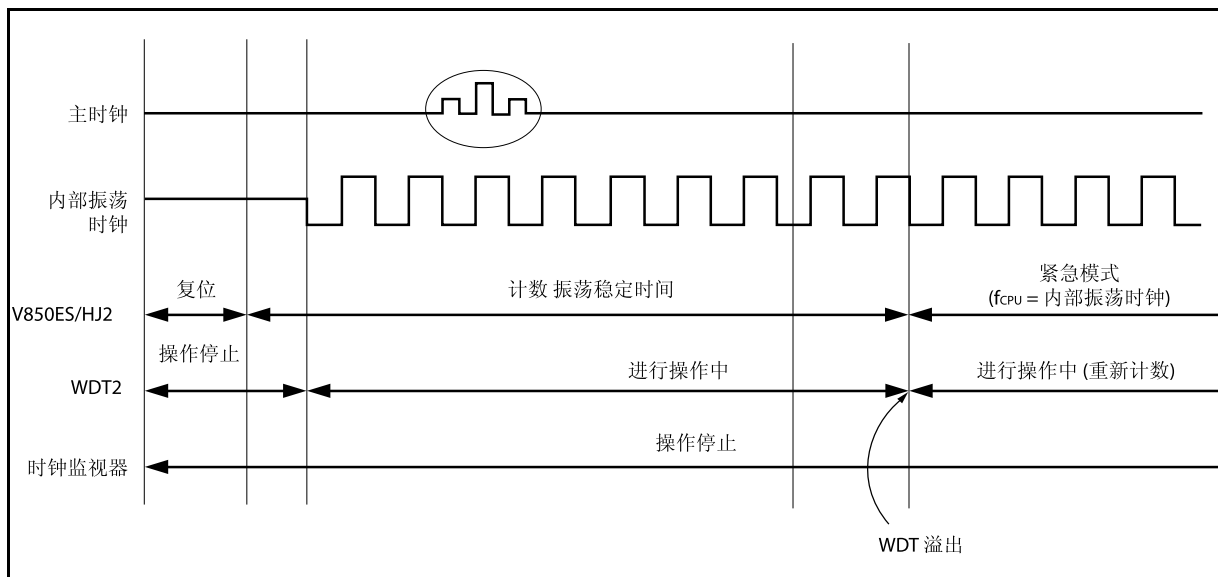 主时钟
内部振荡
时钟
复位
计数 振荡稳定时间
紧急模式
(fCPU = 内部振荡时钟)
V850ES/HJ2
操作停止
进行操作中
进行操作中 (重新计数)
WDT2
操作停止
时钟监视器
WDT 溢出